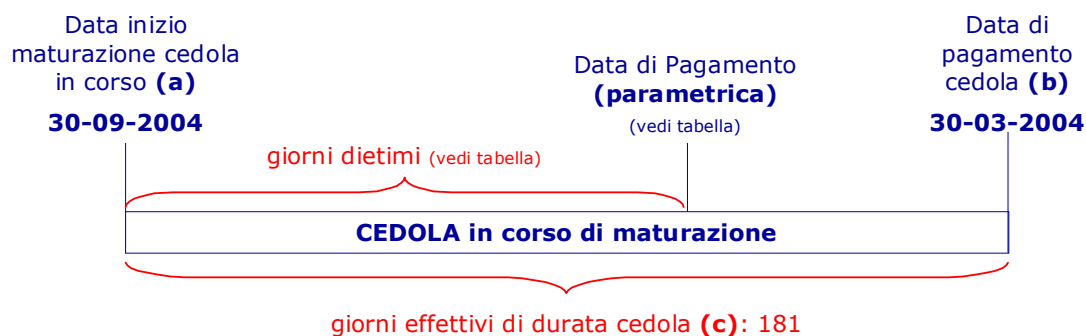 Data inizio
maturazione cedola
in corso (a)
30-09-2004
Data di Pagamento
(parametrica)
(vedi tabella)
Data di
pagamento
cedola (b)
30-03-2004
giorni dietimi (vedi tabella)
CEDOLA in corso di maturazione
giorni effettivi di durata cedola (c): 181